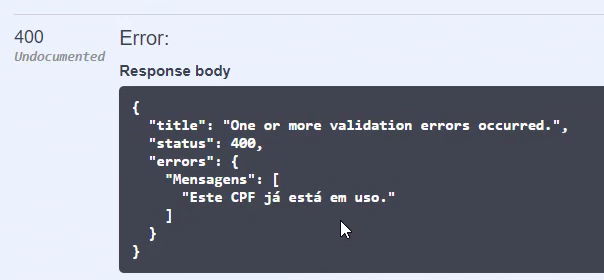 400
Undocumented
Error:
Response body
{
"title": "One or more validation errors occurred.",
"status": 400,
"errors": {
"Mensagens": [
"Este CPF já está em uso."
]
}
}